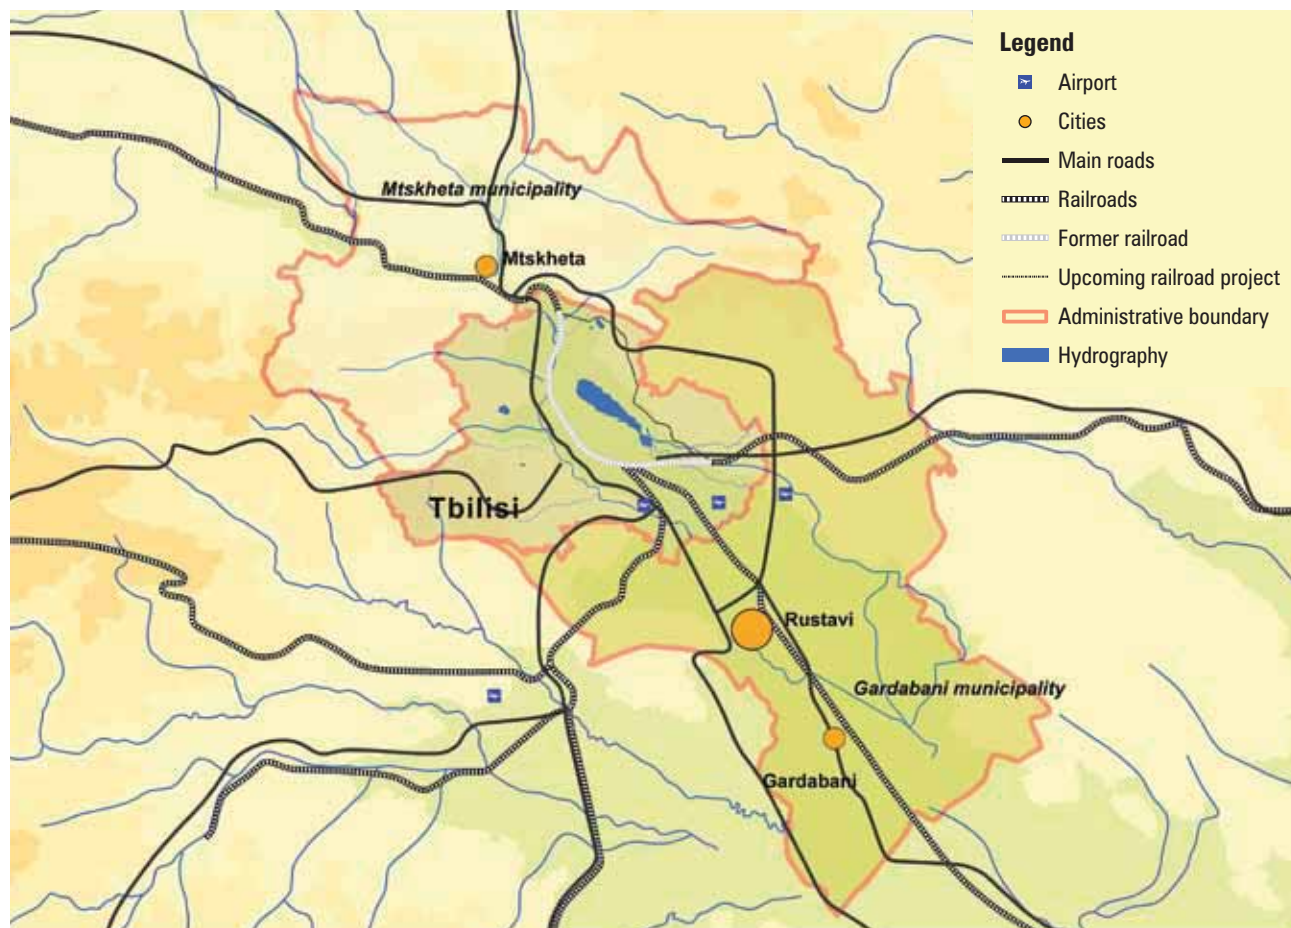 Legend
Airport
Cities
Main roads
Railroads
Former railroad
Upcoming railroad project
Administrative boundary
Hydrography
Mtskheta municipality
Mtskheta
Tbilisi
Rustavi
Gardabani municipality
Gardabani